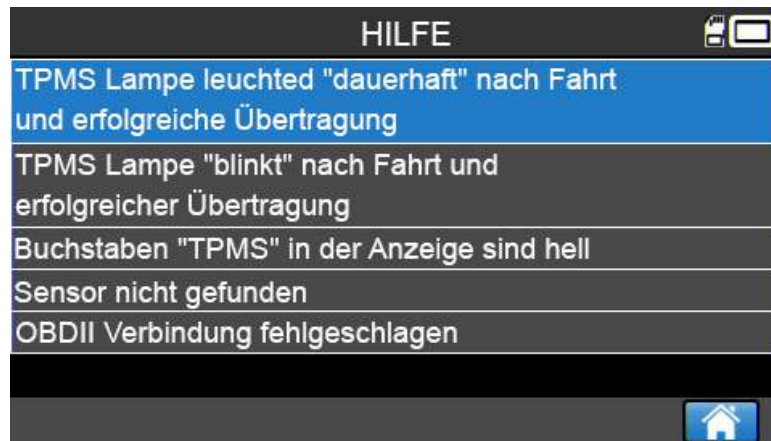 HILFE
TPMS Lampe leuchted "dauerhaft" nach Fahrt
und erfolgreiche Übertragung
TPMS Lampe "blinkt" nach Fahrt und
erfolgreicher Übertragung
Buchstaben "TPMS" in der Anzeige sind hell
Sensor nicht gefunden
OBDII Verbindung fehlgeschlagen